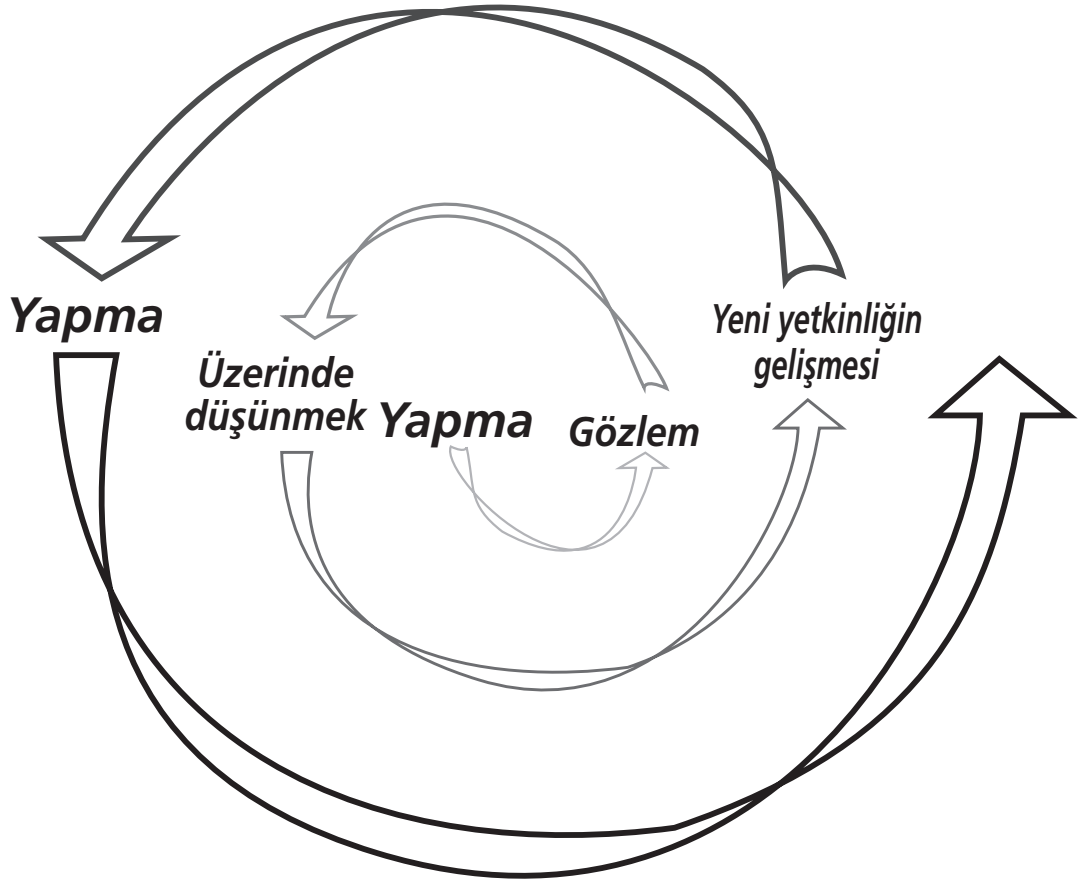 Yapma
Üzerinde
düşünmek
Yapma
Gözlem
Yeni yetkinliğin
gelişmesi